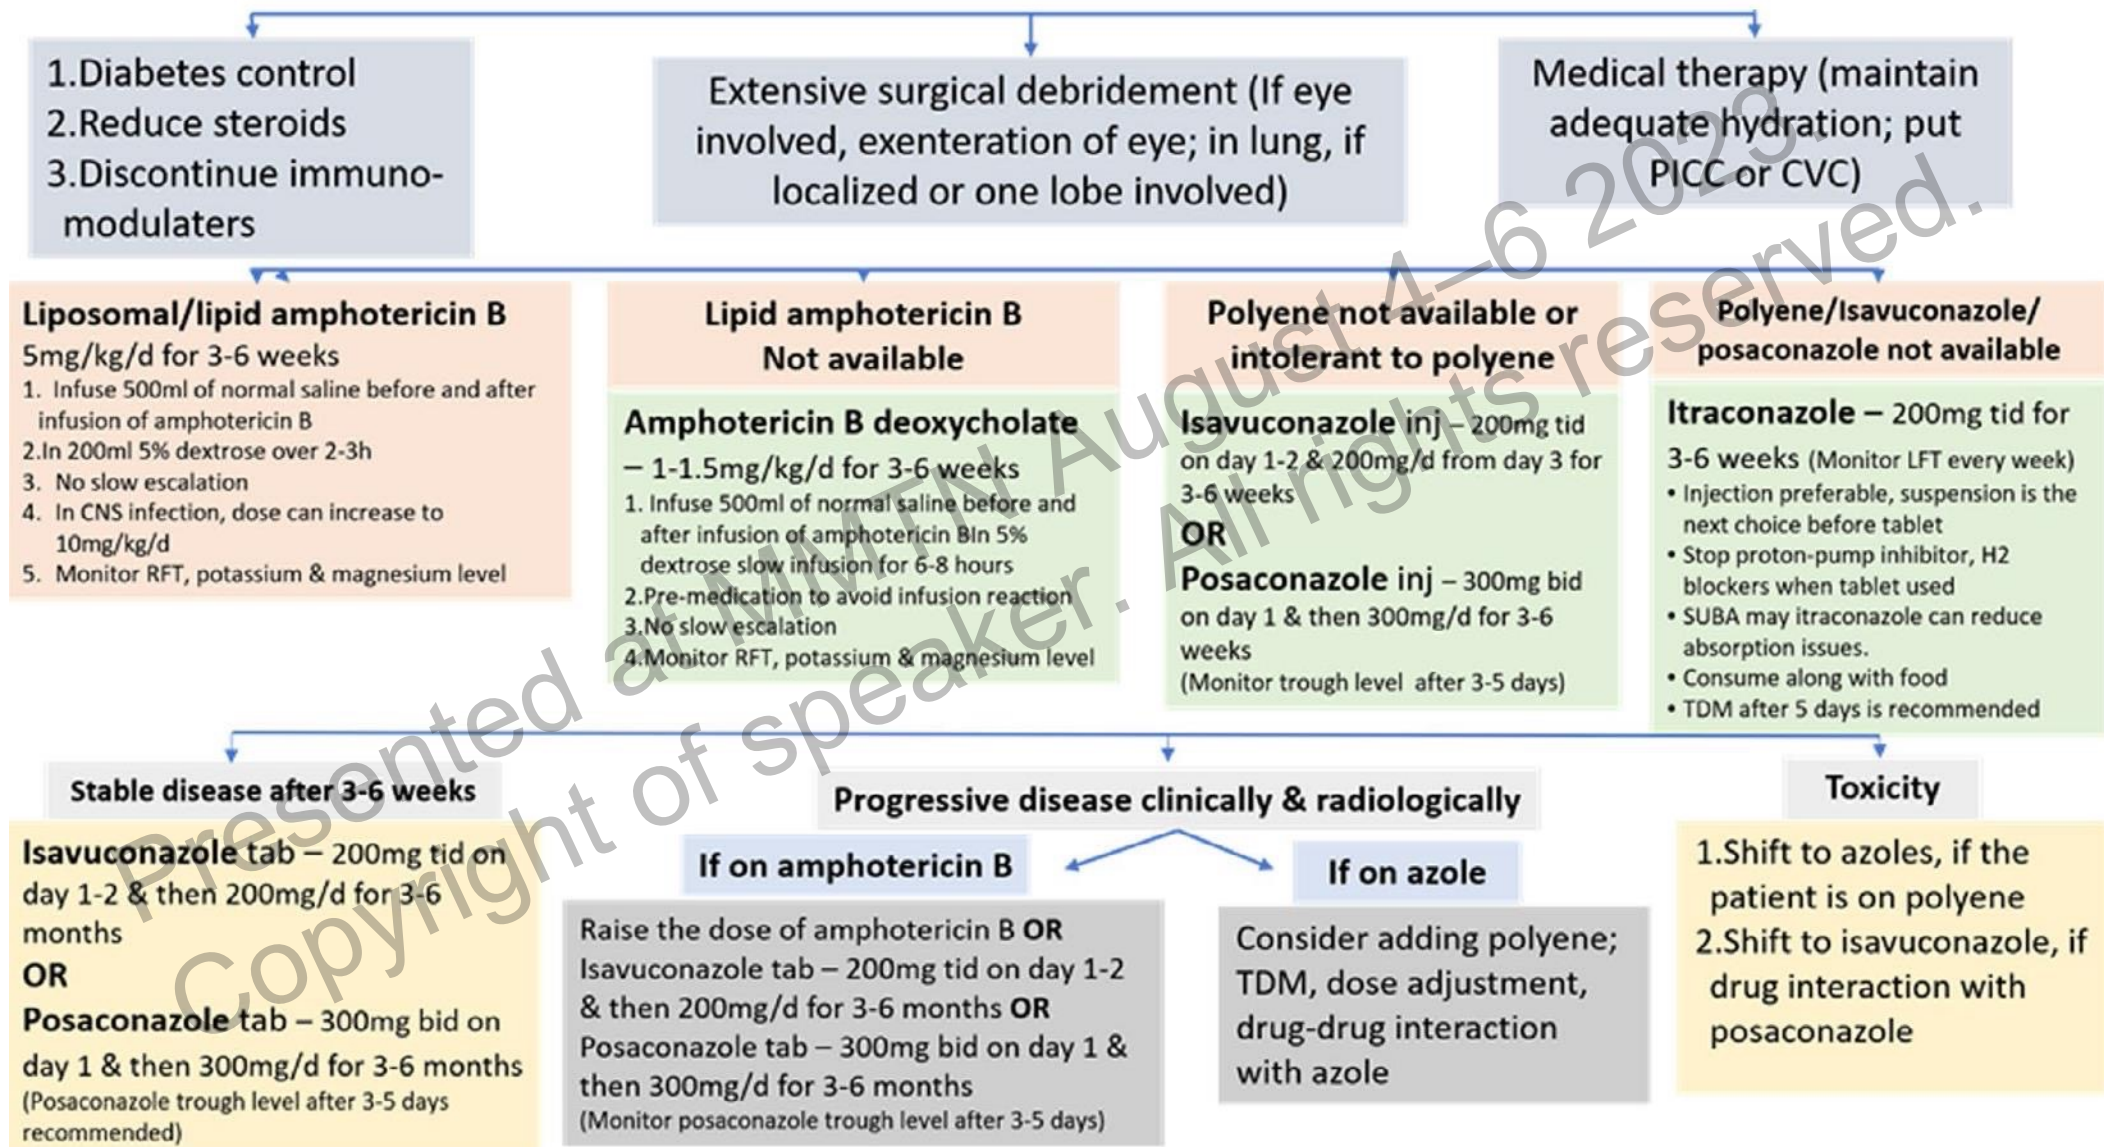 1.Diabetes control
2.Reduce steroids
3.Discontinue immuno-
modulaters
Extensive surgical debridement (If eye
involved, exenteration of eye; in lung, if
localized or one lobe involved)
Medical therapy (maintain
adequate hydration; put
PICC or CVC)
Liposomal/lipid amphotericin B
5mg/kg/d for 3-6 weeks
1. Infuse 500ml of normal saline before and after
infusion of amphotericin B
2.In 200ml 5% dextrose over 2-3h
3. No slow escalation
4. In CNS infection, dose can increase to
10mg/kg/d
5. Monitor RFT, potassium & magnesium level
Lipid amphotericin B
Not available
Amphotericin B deoxycholate
– 1-1.5mg/kg/d for 3-6 weeks
1. Infuse 500ml of normal saline before and
after infusion of amphotericin BIn 5%
dextrose slow infusion for 6-8 hours
2.Pre-medication to avoid infusion reaction
3.No slow escalation
4.Monitor RFT, potassium & magnesium level
Polyene not available or
intolerant to polyene
Isavuconazole inj – 200mg tid
on day 1-2 & 200mg/d from day 3 for
3-6 weeks
OR
Posaconazole inj – 300mg bid
on day 1 & then 300mg/d for 3-6
weeks
(Monitor trough level after 3-5 days)
Polyene/Isavuconazole/
posaconazole not available
Itraconazole – 200mg tid for
3-6 weeks (Monitor LFT every week)
• Injection preferable, suspension is the
next choice before tablet
• Stop proton-pump inhibitor, H2
blockers when tablet used
• SUBA may itraconazole can reduce
absorption issues.
• Consume along with food
• TDM after 5 days is recommended
Stable disease after 3-6 weeks
Isavuconazole tab – 200mg tid on
day 1-2 & then 200mg/d for 3-6
months
OR
Posaconazole tab – 300mg bid on
day 1 & then 300mg/d for 3-6 months
(Posaconazole trough level after 3-5 days
recommended)
Progressive disease clinically & radiologically
If on amphotericin B
Raise the dose of amphotericin B OR
Isavuconazole tab – 200mg tid on day 1-2
& then 200mg/d for 3-6 months OR
Posaconazole tab – 300mg bid on day 1 &
then 300mg/d for 3-6 months
(Monitor posaconazole trough level after 3-5 days)
If on azole
Consider adding polyene;
TDM, dose adjustment,
drug-drug interaction
with azole
Toxicity
1.Shift to azoles, if the
patient is on polyene
2.Shift to isavuconazole, if
drug interaction with
posaconazole
Presented at MMTN August 4–6 2023.
Copyright of speaker. All rights reserved.